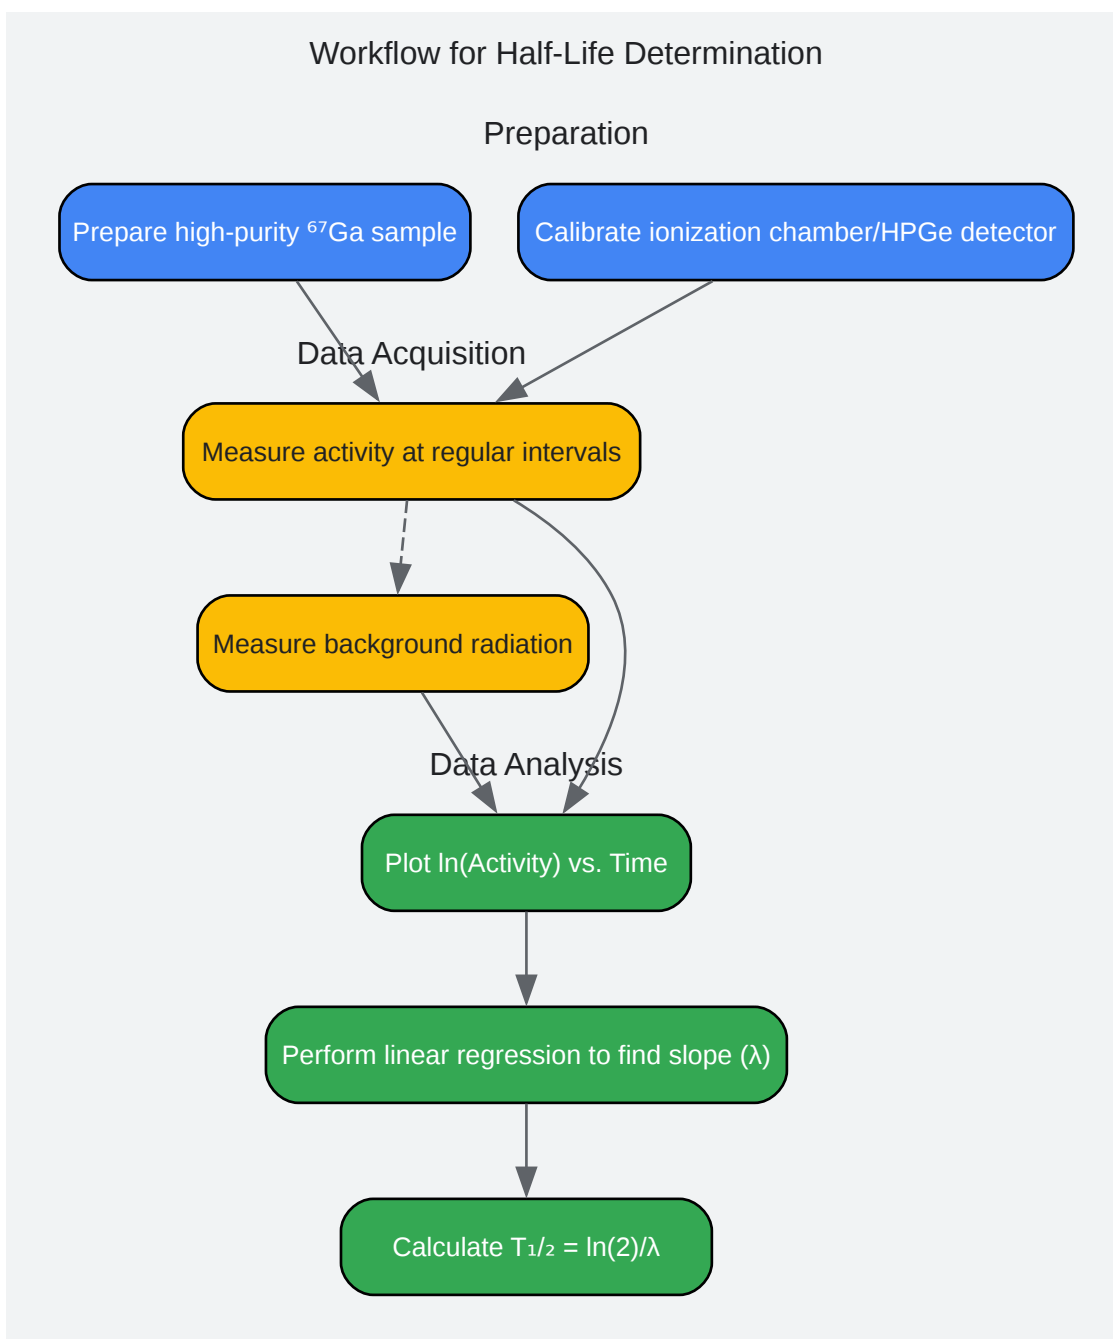 Workflow for Half-Life Determination
Preparation
Prepare high-purity ⁶⁷Ga sample
Calibrate ionization chamber/HPGe detector
Data Acquisition
Measure activity at regular intervals
Measure background radiation
Data Analysis
Plot ln(Activity) vs. Time
Perform linear regression to find slope (λ)
Calculate T₁/₂ = ln(2)/λ